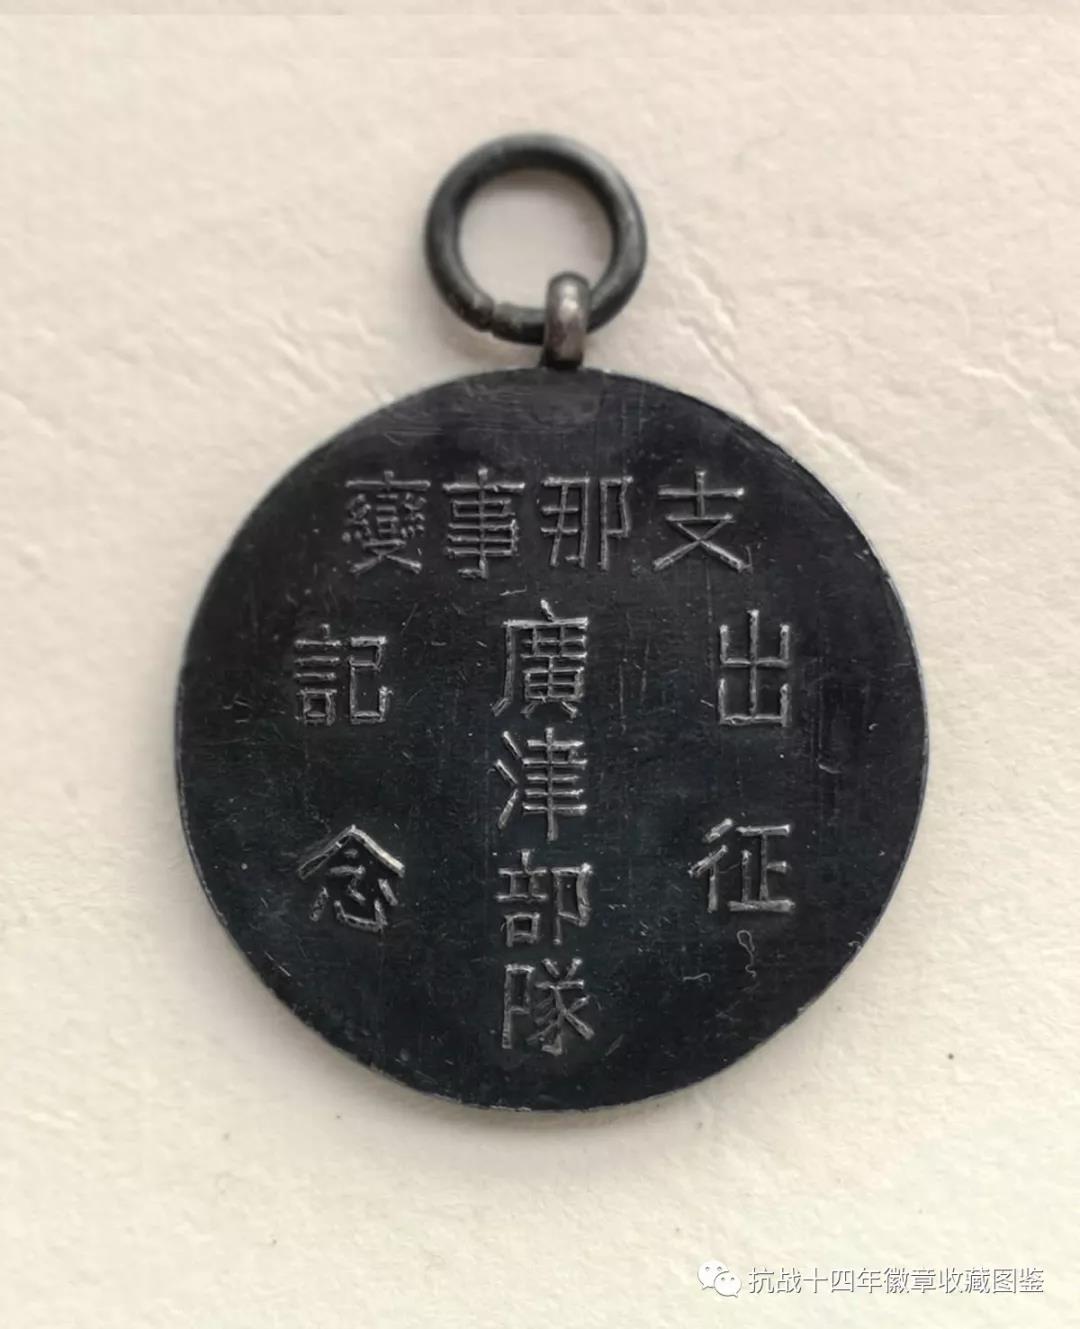 支那事變
出征
廣津部隊
記念
抗战十四年徽章收藏图鉴